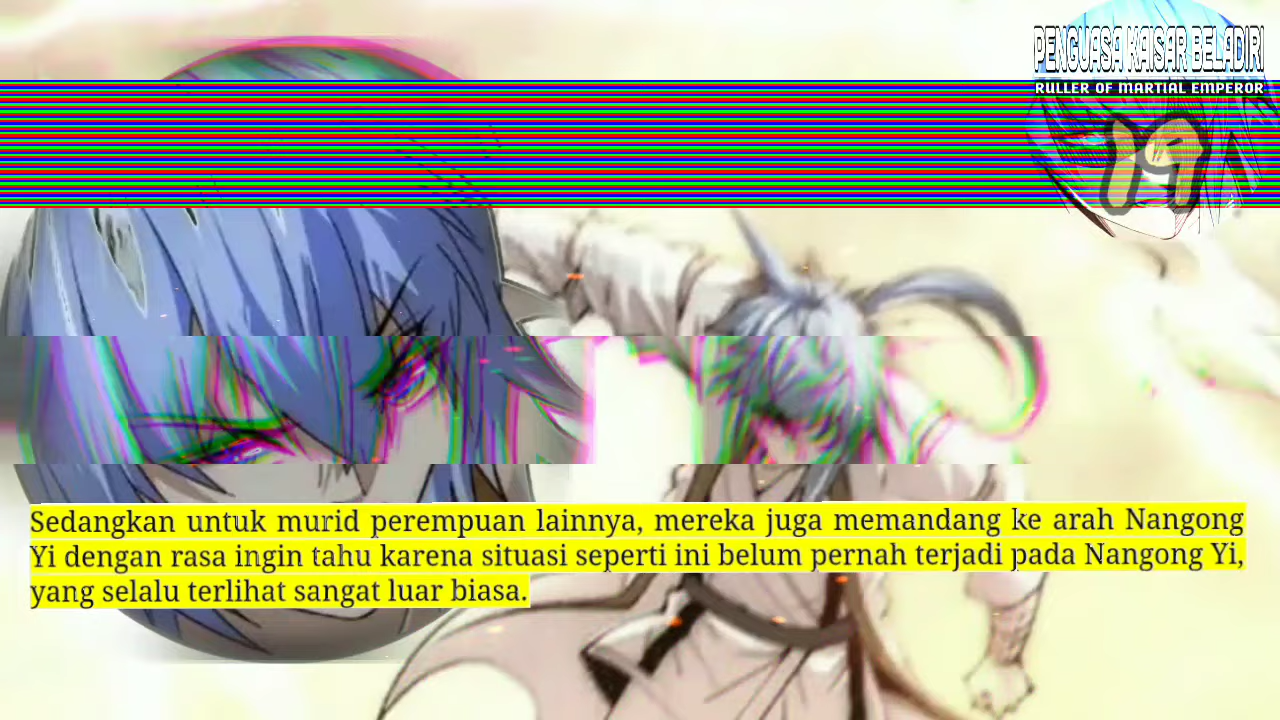 PENGUASA KAISAR BELADIRI
RULLER OF MARTIAL EMPEROR
19
Sedangkan untuk murid perempuan lainnya, mereka juga memandang ke arah Nangong
Yi dengan rasa ingin tahu karena situasi seperti ini belum pernah terjadi pada Nangong Yi,
yang selalu terlihat sangat luar biasa.